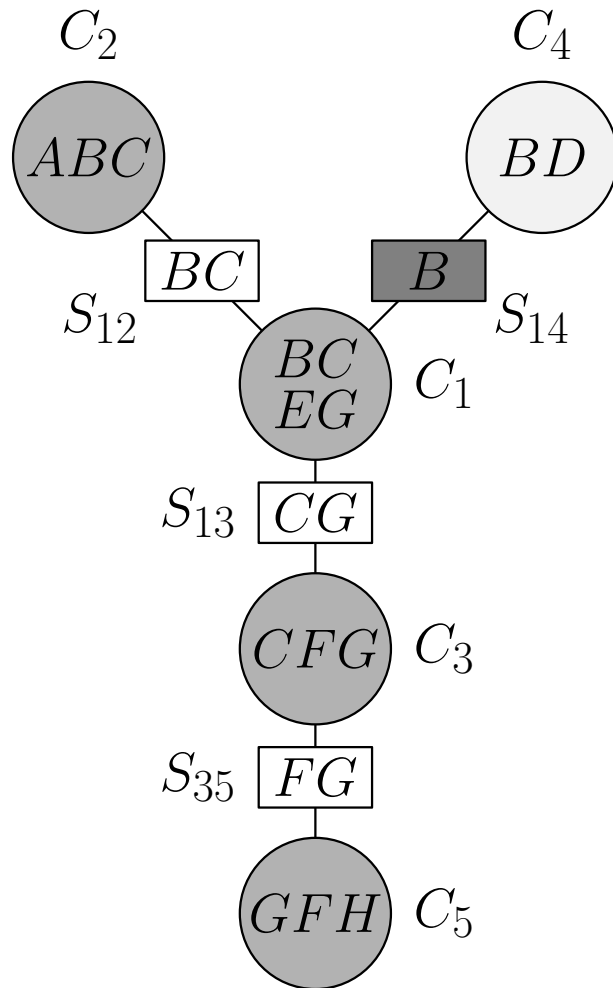 C₂
C₄
ABC
BD
BC
B
S₁₂
S₁₄
BC
EG
C₁
S₁₃
CG
CFG
C₃
S₃₅
FG
GFH
C₅